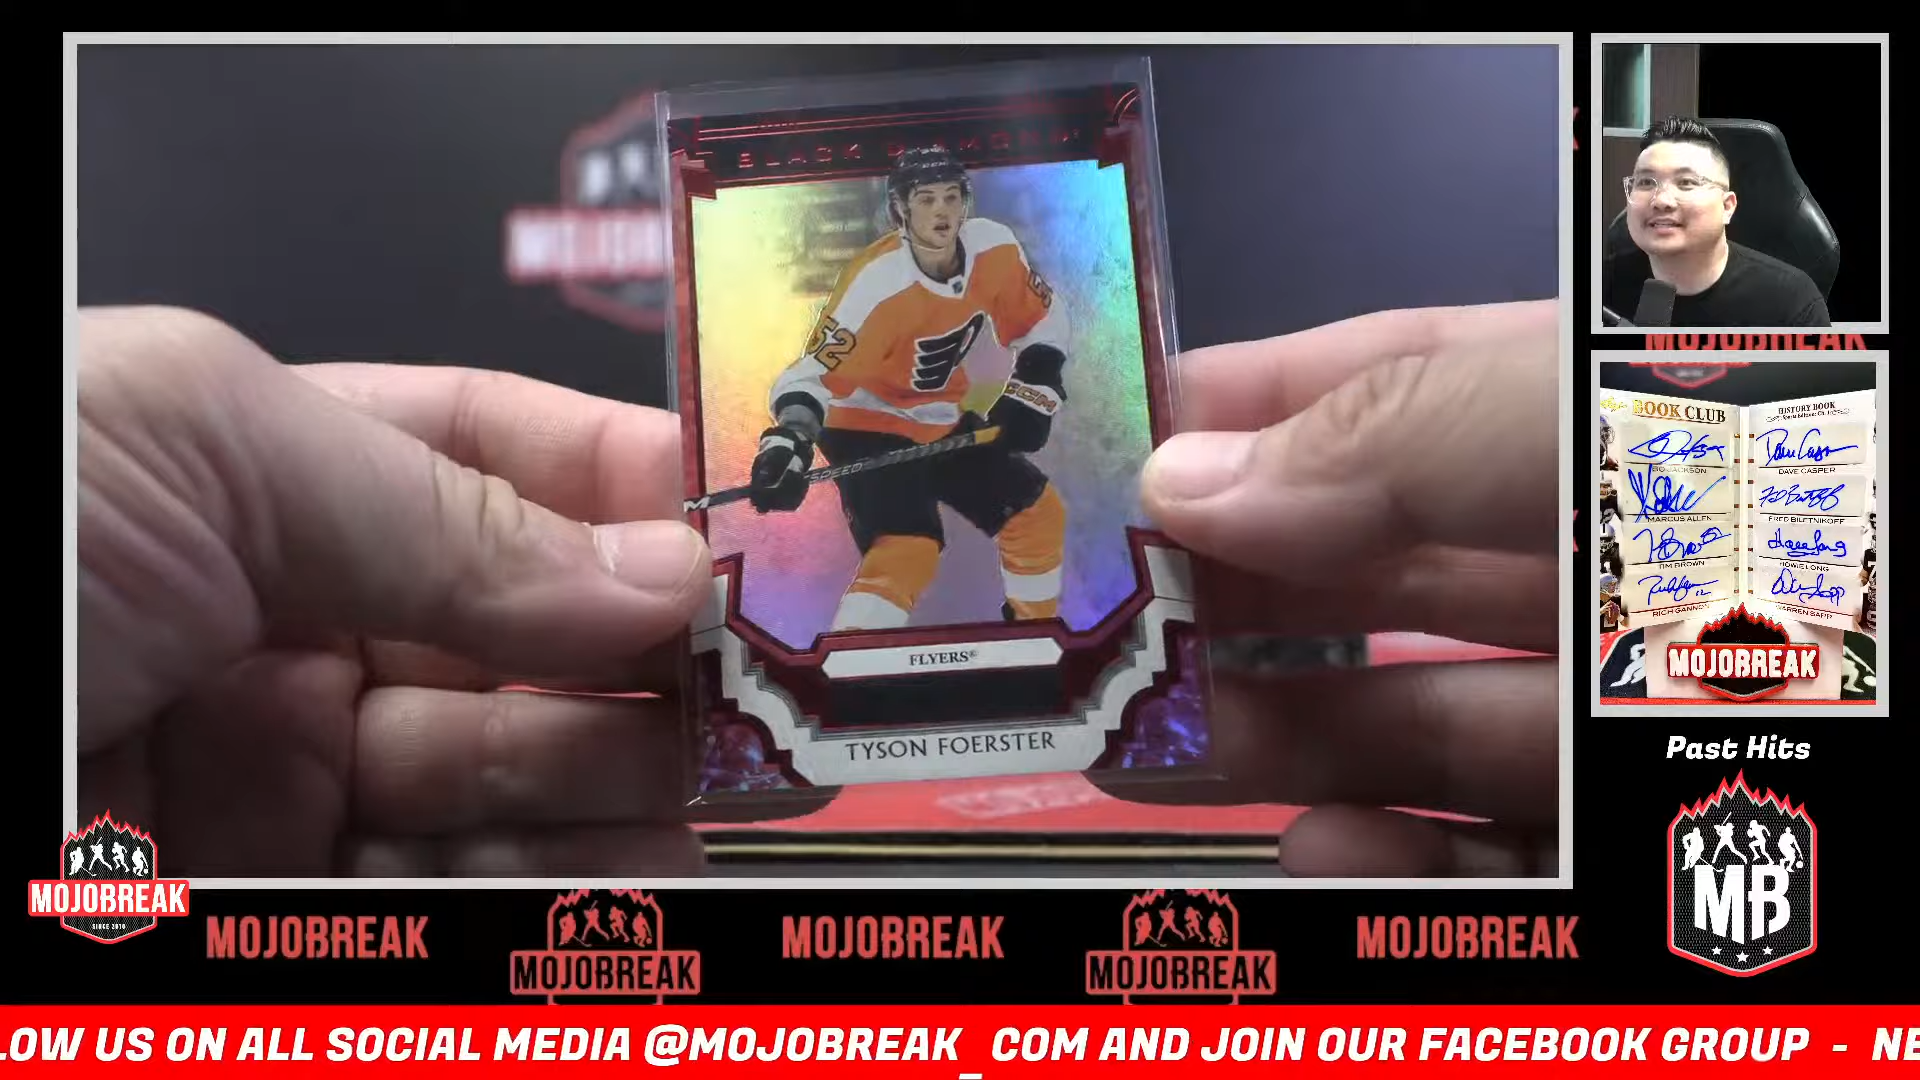 BLACK DIAMOND
52
CCM
SPEED
FLYERS®
TYSON FOERSTER
BOOK CLUB
HISTORY BOOK
BO JACKSON
DAVE CASPER
MARCUS ALLEN
FRED BILETNIKOFF
TIM BROWN
HOWIE LONG
RICH GANNON
WARREN SAPP
MOJOBREAK
Past Hits
MB
MOJOBREAK
SINCE 2010
MOJOBREAK
MOJOBREAK
MOJOBREAK
MOJOBREAK
MOJOBREAK
LOW US ON ALL SOCIAL MEDIA @MOJOBREAK_COM AND JOIN OUR FACEBOOK GROUP - NE